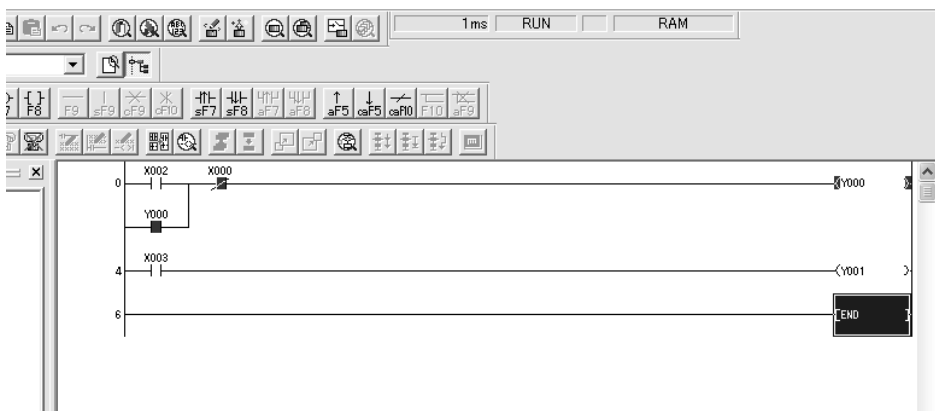 1ms RUN RAM
F8 F9 sF9 cF9 cF10 sF7 sF8 aF7 aF8 aF5 caF5 caF10 F10 aF9
X002 X000
0 Y000
Y000
X003
4 Y001
6 END